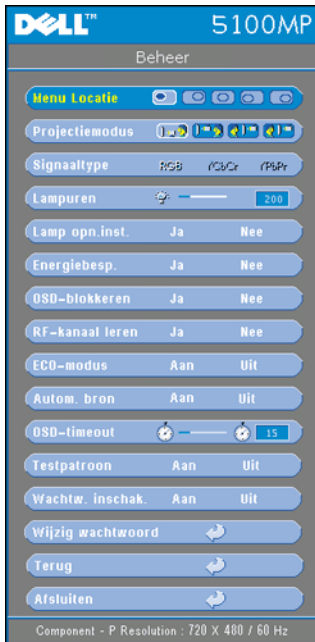 DELL™ 5100MP
Beheer
Menu Locatie
Projectiemodus
Signaaltype RGB YCbCr YPbPr
Lampuren 200
Lamp opn.inst. Ja Nee
Energiebesp. Ja Nee
OSD-blokkeren Ja Nee
RF-kanaal leren Ja Nee
ECO-modus Aan Uit
Autom. bron Aan Uit
OSD-timeout 15
Testpatroon Aan Uit
Wachtw. inschak. Aan Uit
Wijzig wachtwoord
Terug
Afsluiten
Component - P Resolution : 720 X 480 / 60 Hz